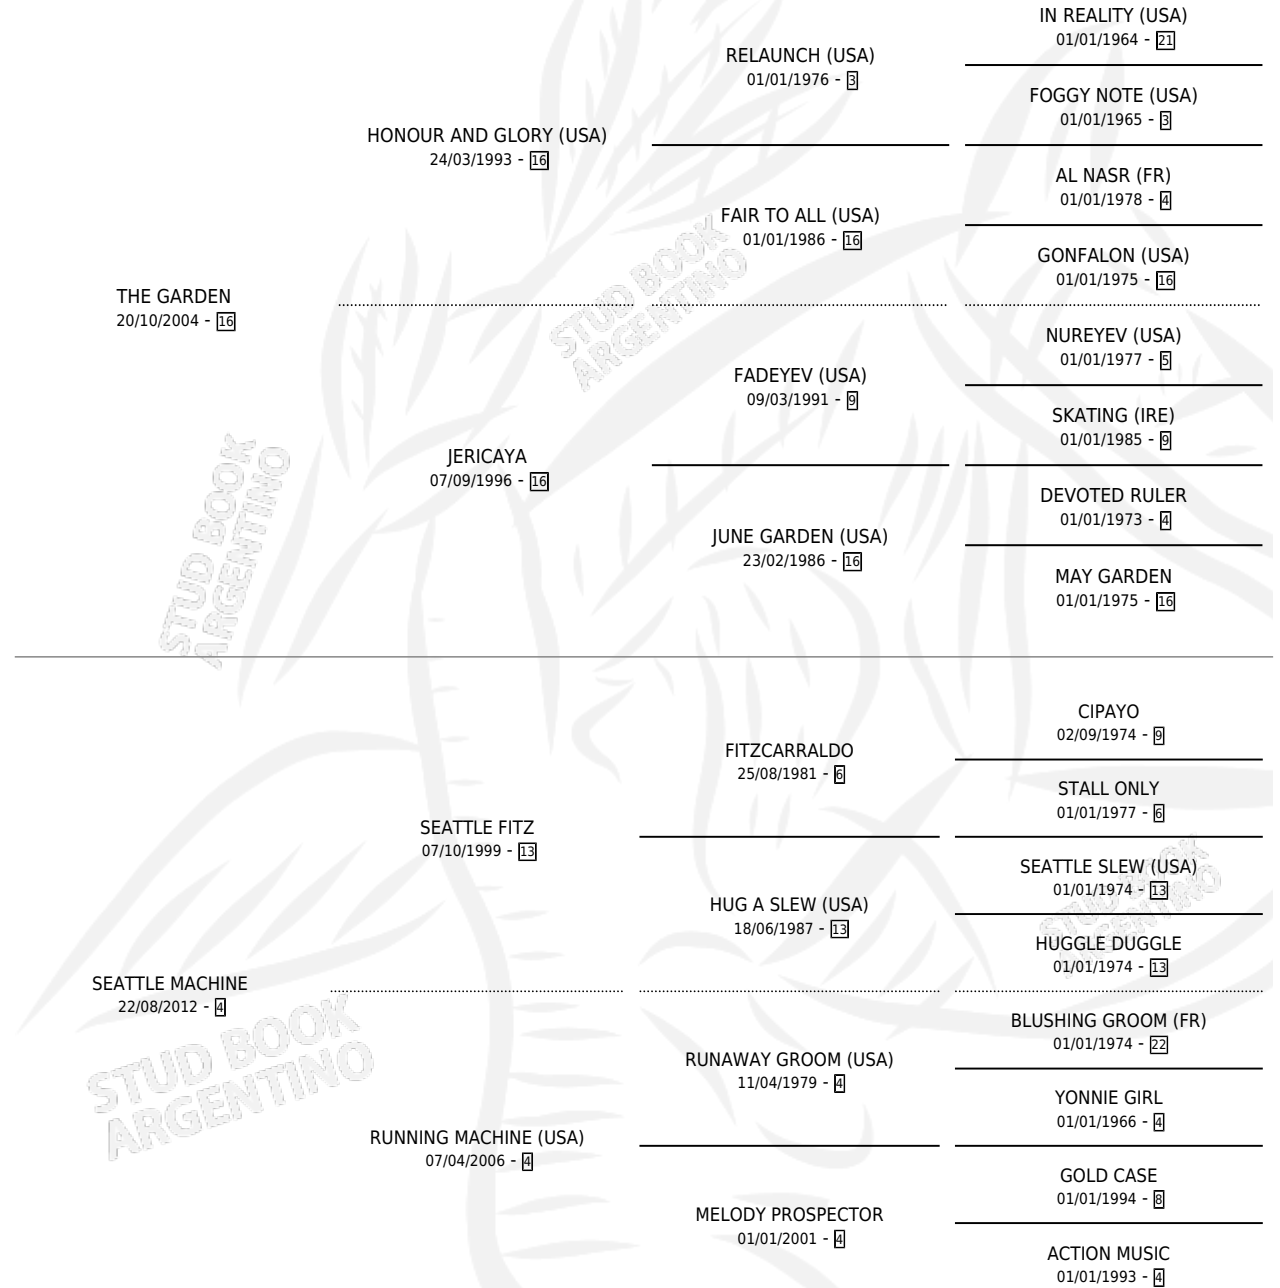 IN REALITY (USA)
01/01/1964 - 21
RELAUNCH (USA)
01/01/1976 - 3
FOGGY NOTE (USA)
01/01/1965 - 3
HONOUR AND GLORY (USA)
24/03/1993 - 16
AL NASR (FR)
01/01/1978 - 4
FAIR TO ALL (USA)
01/01/1986 - 16
GONFALON (USA)
01/01/1975 - 16
THE GARDEN
20/10/2004 - 16
STUD BOOK
ARGENTINO
NUREYEV (USA)
01/01/1977 - 5
FADEYEV (USA)
09/03/1991 - 9
SKATING (IRE)
01/01/1985 - 9
JERICAYA
07/09/1996 - 16
DEVOTED RULER
01/01/1973 - 4
JUNE GARDEN (USA)
23/02/1986 - 16
MAY GARDEN
01/01/1975 - 16
STUD BOOK
ARGENTINO
CIPAYO
02/09/1974 - 9
FITZCARRALDO
25/08/1981 - 6
STALL ONLY
01/01/1977 - 6
SEATTLE FITZ
07/10/1999 - 13
SEATTLE SLEW (USA)
01/01/1974 - 13
HUG A SLEW (USA)
18/06/1987 - 13
STUD BOOK
ARGENTINO
HUGGLE DUGGLE
01/01/1974 - 13
SEATTLE MACHINE
22/08/2012 - 4
BLUSHING GROOM (FR)
01/01/1974 - 22
RUNAWAY GROOM (USA)
11/04/1979 - 4
YONNIE GIRL
01/01/1966 - 4
STUD BOOK
ARGENTINO
RUNNING MACHINE (USA)
07/04/2006 - 4
GOLD CASE
01/01/1994 - 8
MELODY PROSPECTOR
01/01/2001 - 4
ACTION MUSIC
01/01/1993 - 4